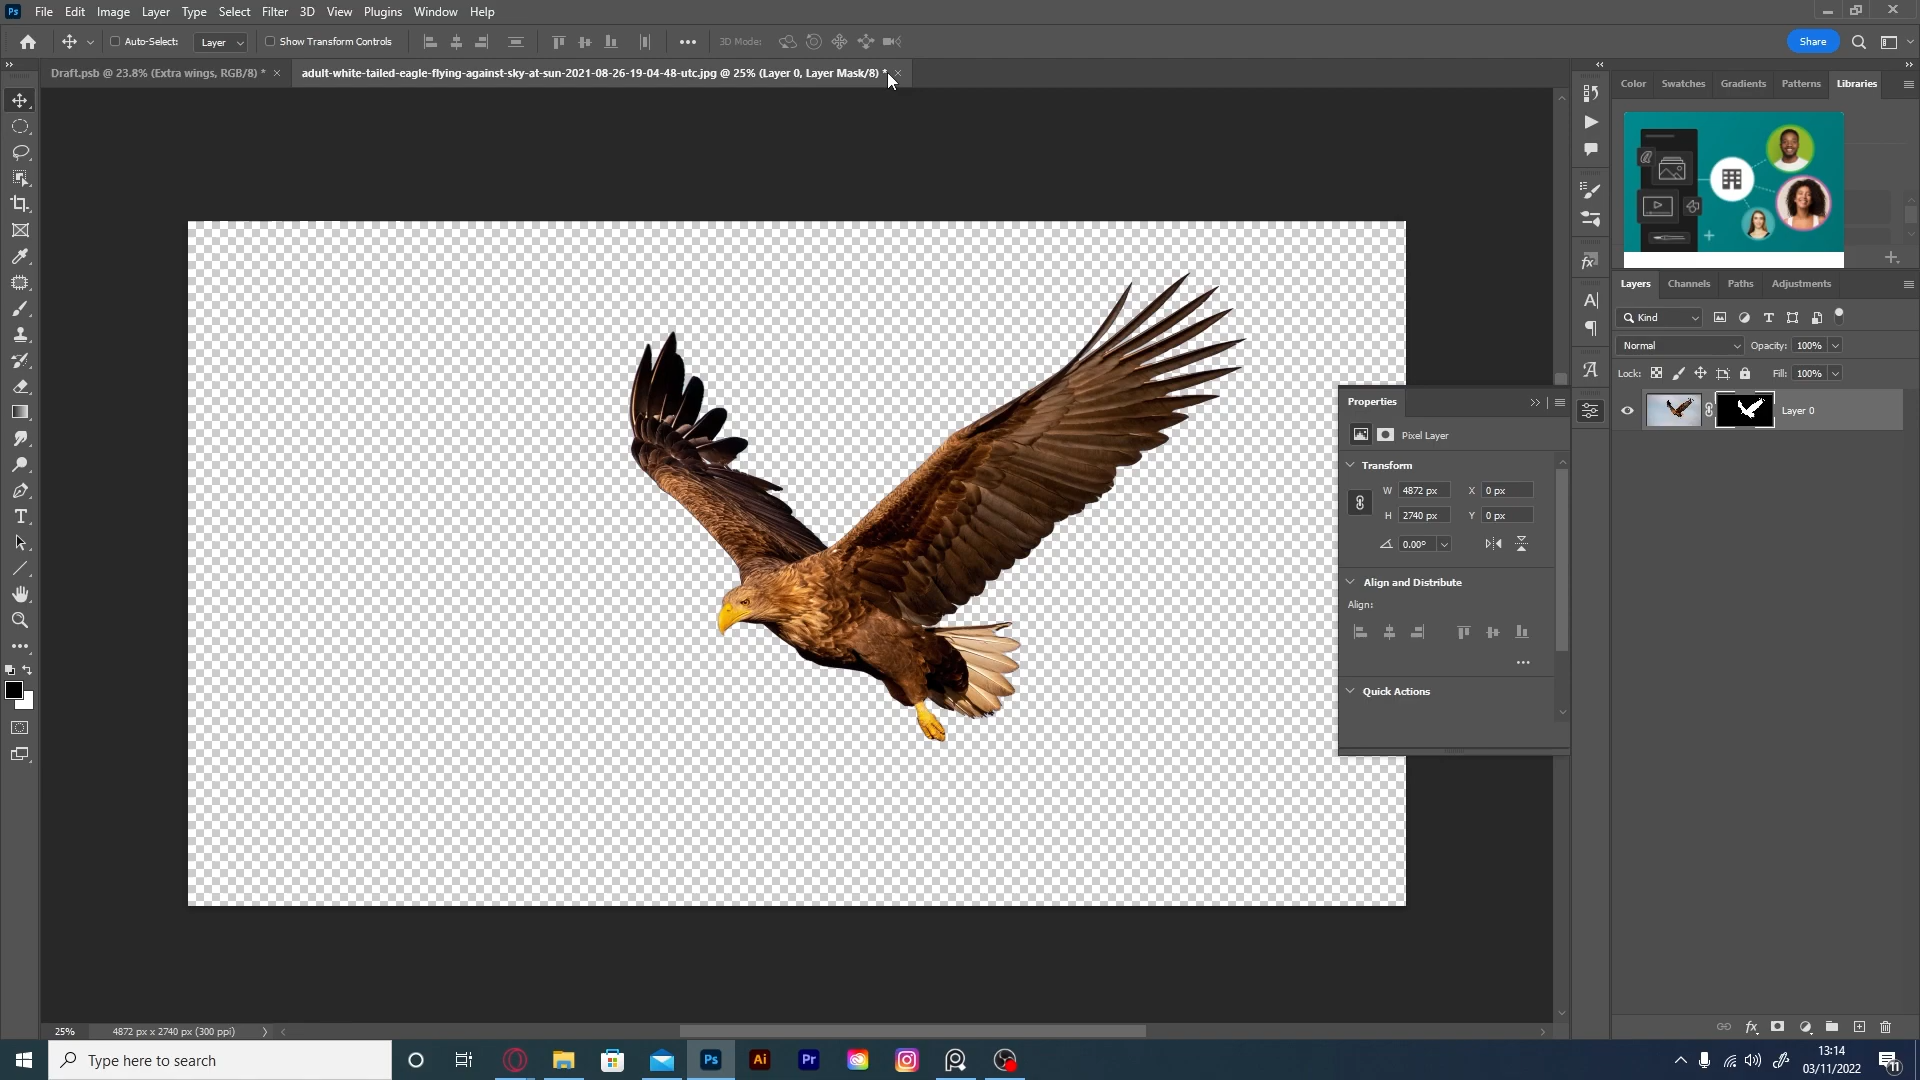 Ps File Edit Image Layer Type Select Filter 3D View Plugins Window Help
Auto-Select: Layer Show Transform Controls 3D Mode: Share
Draft.psb @ 23.8% (Extra wings, RGB/8) *
adult-white-tailed-eagle-flying-against-sky-at-sun-2021-08-26-19-04-48-utc.jpg @ 25% (Layer 0, Layer Mask/8) *
Color Swatches Gradients Patterns Libraries
Layers Channels Paths Adjustments
Kind
Normal Opacity: 100%
Lock: Fill: 100%
Layer 0
Properties
Pixel Layer
Transform
W 4872 px X 0 px
H 2740 px Y 0 px
0.00°
Align and Distribute
Align:
Quick Actions
25% 4872 px x 2740 px (300 ppi)
Type here to search
Ps Ai Pr
13:14
03/11/2022
11